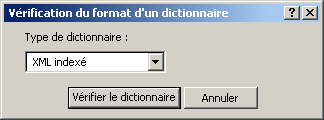 Vérification du format d'un dictionnaire
Type de dictionnaire :
XML indexé
Vérifier le dictionnaire Annuler